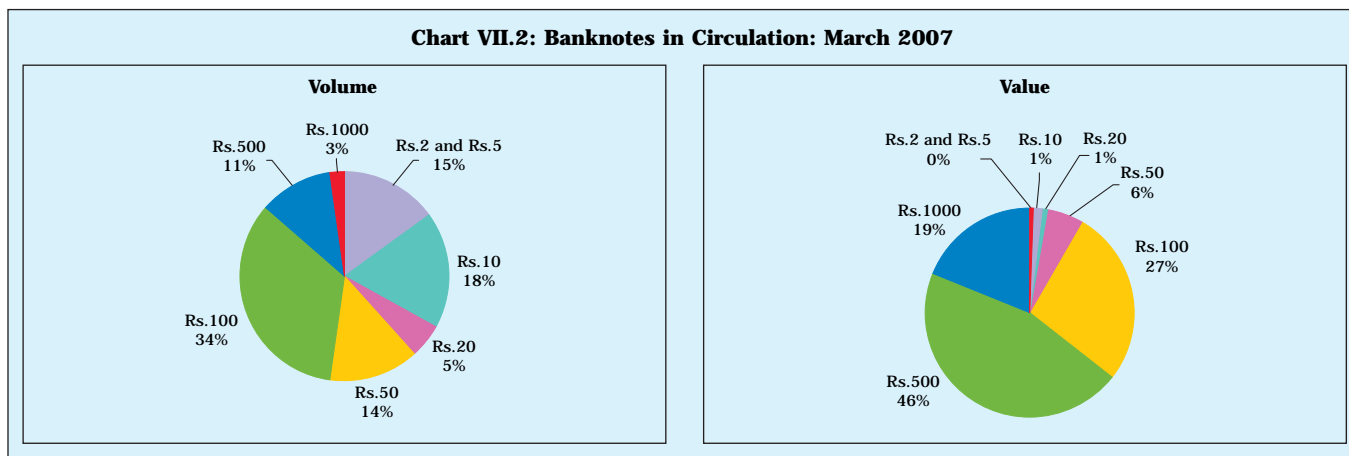 Chart VII.2: Banknotes in Circulation: March 2007
Volume
Rs.1000
3%
Rs.2 and Rs.5
15%
Rs.10
18%
Rs.20
5%
Rs.50
14%
Rs.100
34%
Rs.500
11%
Value
Rs.2 and Rs.5
0%
Rs.10
1%
Rs.20
1%
Rs.50
6%
Rs.100
27%
Rs.500
46%
Rs.1000
19%